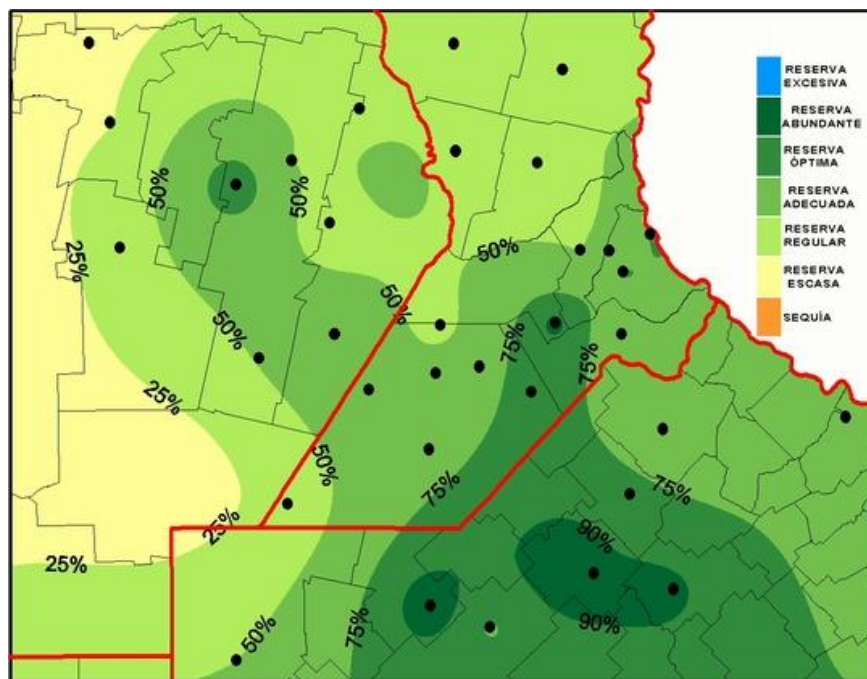 RESERVA
EXCESIVA
RESERVA
ABUNDANTE
RESERVA
ÓPTIMA
RESERVA
ADECUADA
RESERVA
REGULAR
RESERVA
ESCASA
SEQUÍA
50%
50%
25%
50%
50%
50%
75%
75%
25%
50%
75%
75%
25%
90%
25%
50%
75%
90%